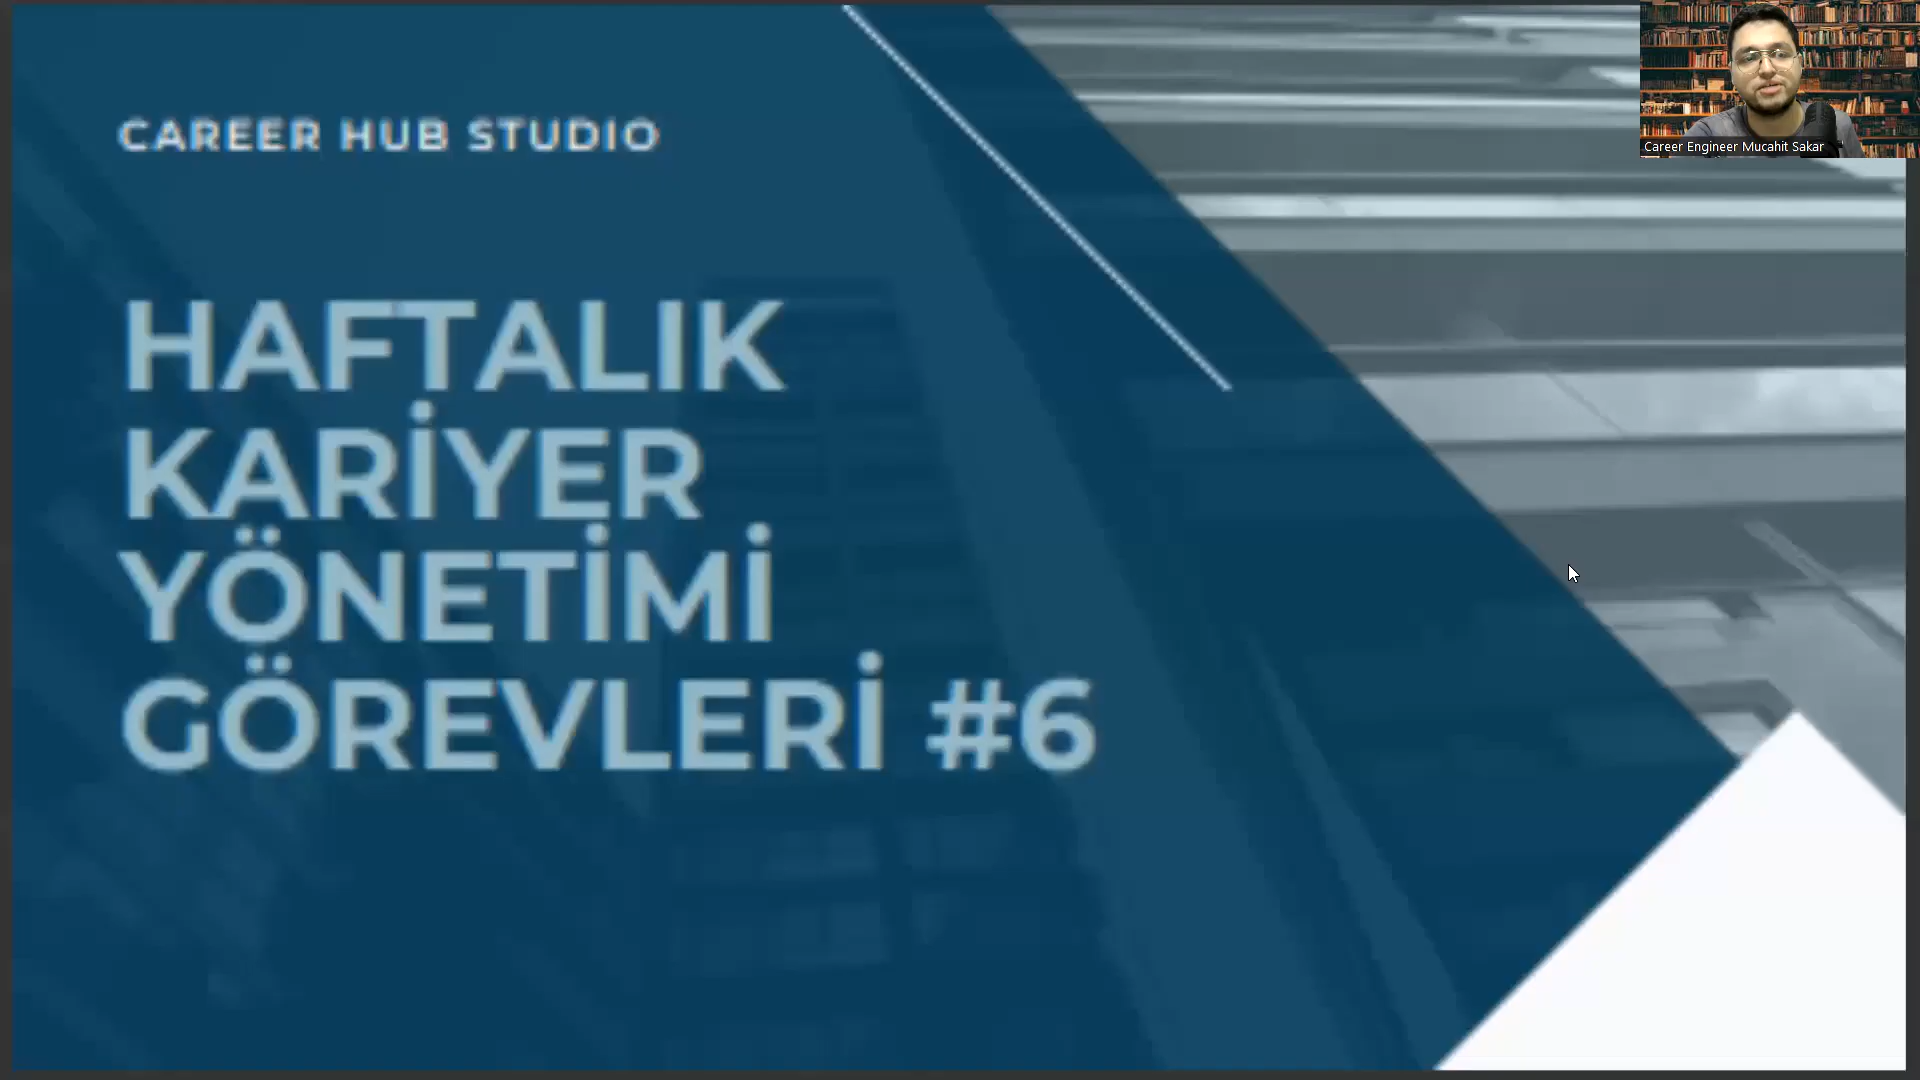 CAREER HUB STUDIO
HAFTALIK
KARİYER
YÖNETİMİ
GÖREVLERİ #6
Career Engineer Mucahit Sakar